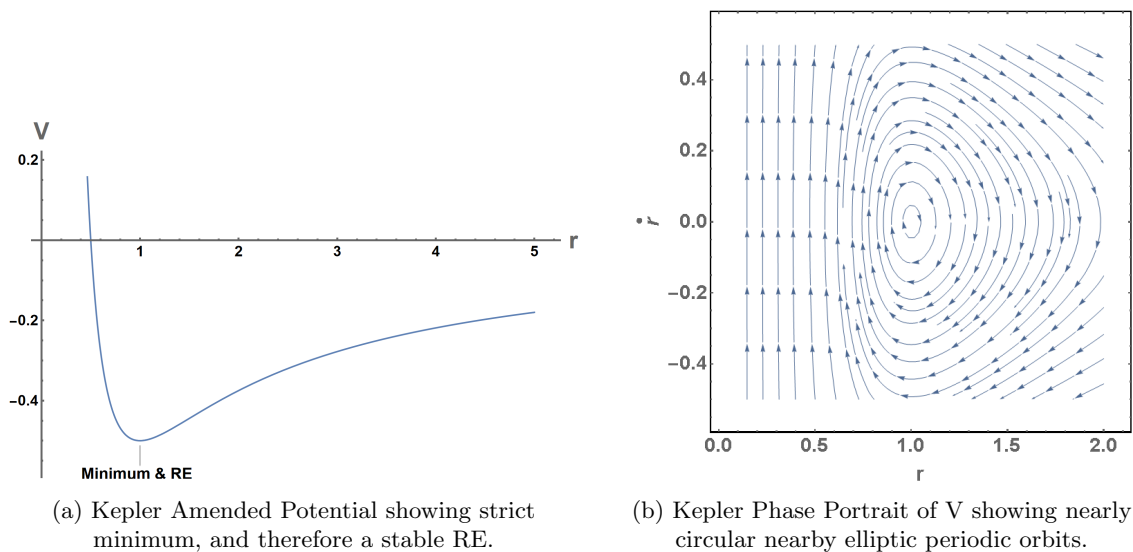 V
0.2
1
2
3
4
5
r
−0.2
−0.4
Minimum & RE
(a) Kepler Amended Potential showing strict
minimum, and therefore a stable RE.
0.4
0.2
0.0
−0.2
−0.4
ṙ
0.0
0.5
1.0
1.5
2.0
r
(b) Kepler Phase Portrait of V showing nearly
circular nearby elliptic periodic orbits.